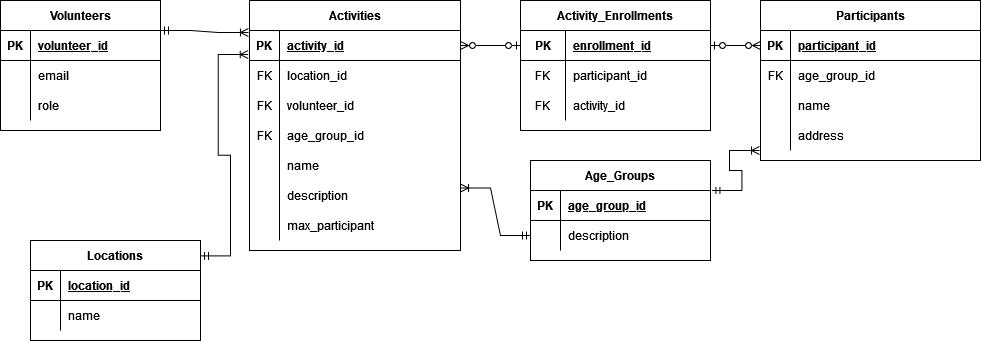 Volunteers
PK volunteer_id
email
role
Activities
PK activity_id
FK location_id
FK volunteer_id
FK age_group_id
name
description
max_participant
Activity_Enrollments
PK enrollment_id
FK participant_id
FK activity_id
Participants
PK participant_id
FK age_group_id
name
address
Age_Groups
PK age_group_id
description
Locations
PK location_id
name